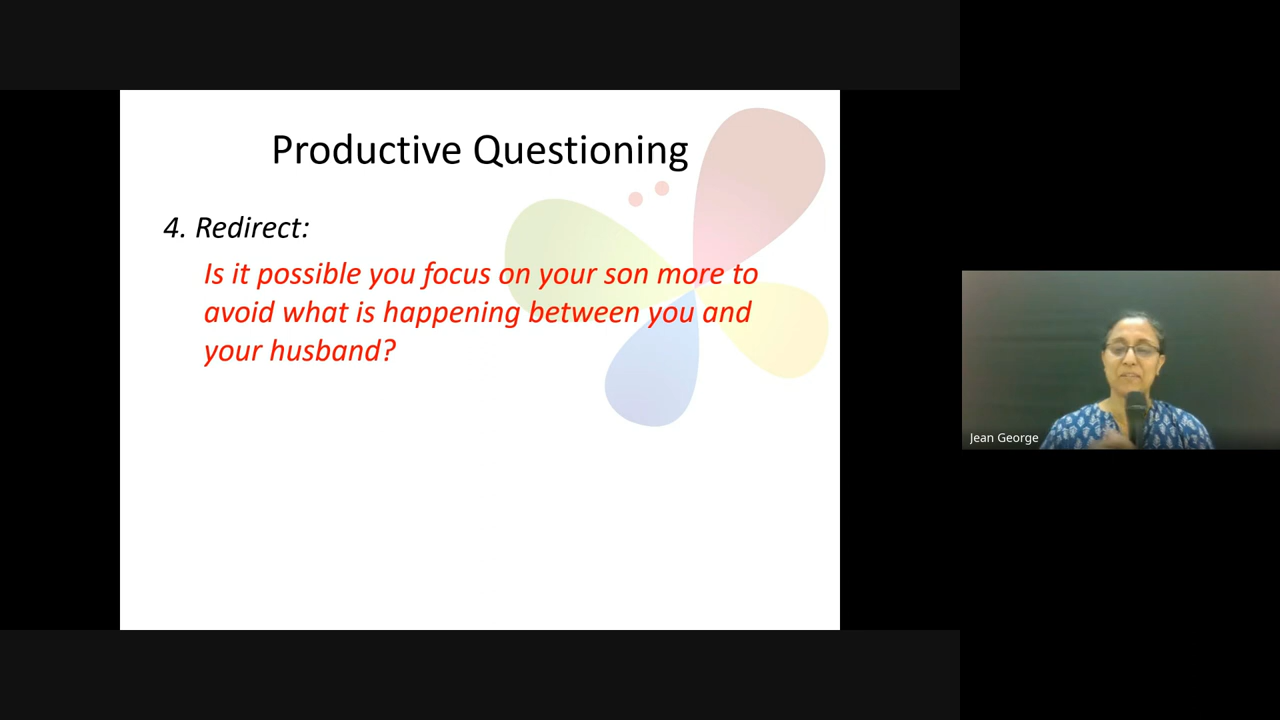 Productive Questioning
4. Redirect:
Is it possible you focus on your son more to
avoid what is happening between you and
your husband?
Jean George